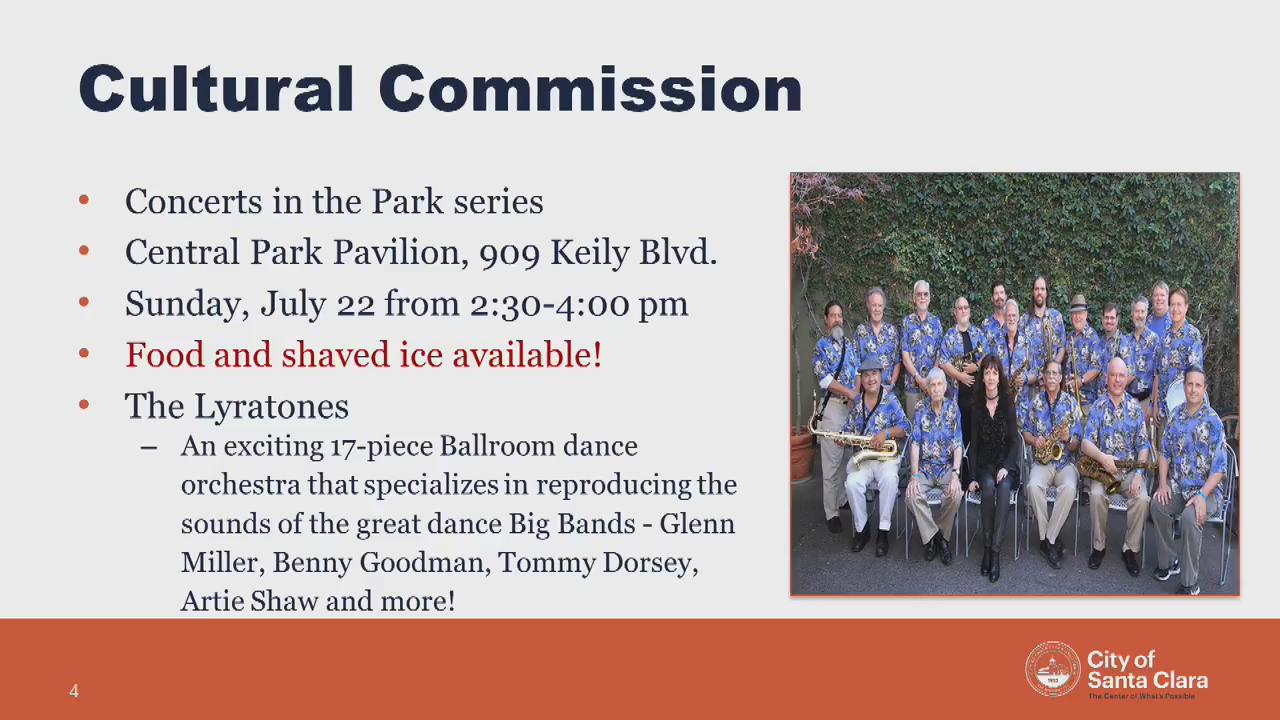 Cultural Commission
• Concerts in the Park series
• Central Park Pavilion, 909 Keily Blvd.
• Sunday, July 22 from 2:30-4:00 pm
• Food and shaved ice available!
• The Lyratones
– An exciting 17-piece Ballroom dance
orchestra that specializes in reproducing the
sounds of the great dance Big Bands - Glenn
Miller, Benny Goodman, Tommy Dorsey,
Artie Shaw and more!
4
City of
Santa Clara
The Center of What's Possible